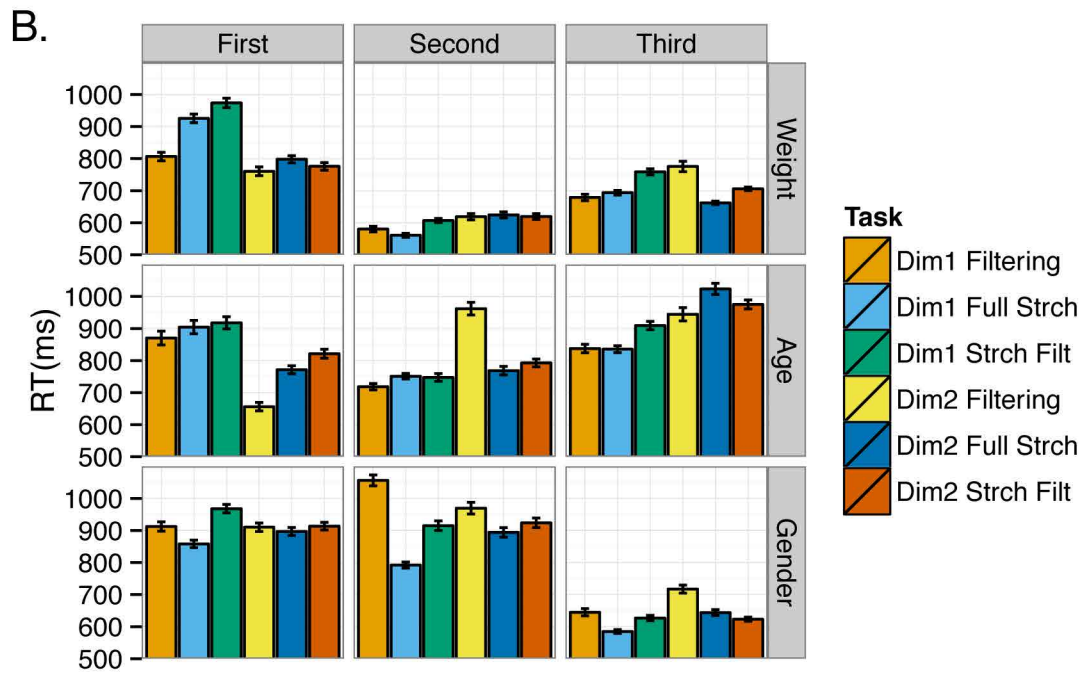 B.
First Second Third
1000
900
800
700
600
500
Weight
1000
900
800
700
600
500
Age
1000
900
800
700
600
500
Gender
RT(ms)
Task
Dim1 Filtering
Dim1 Full Strch
Dim1 Strch Filt
Dim2 Filtering
Dim2 Full Strch
Dim2 Strch Filt